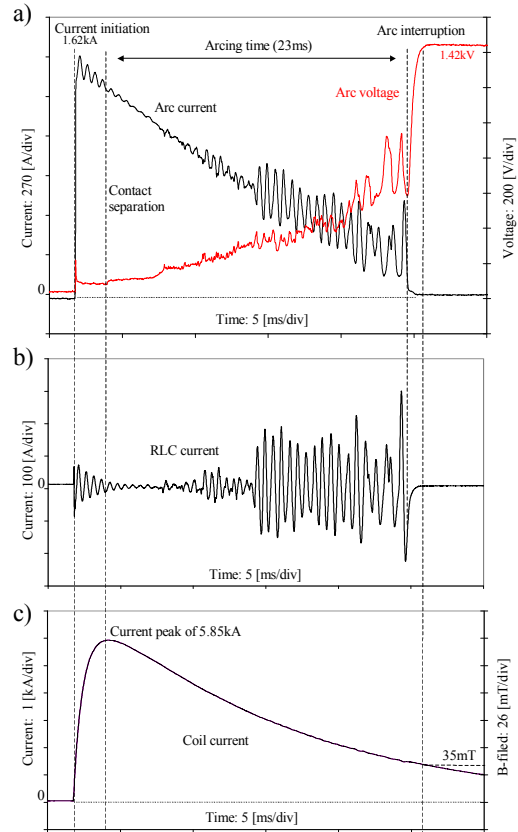 a)
Current initiation
Arc interruption
1.62kA
Arcing time (23ms)
1.42kV
Arc current
Arc voltage
Contact
separation
Current: 270 [A/div]
Voltage: 200 [V/div]
0
Time: 5 [ms/div]
b)
RLC current
Current: 100 [A/div]
Time: 5 [ms/div]
c)
Current peak of 5.85kA
Coil current
35mT
Current: 1 [kA/div]
B-filed: 26 [mT/div]
0
Time: 5 [ms/div]